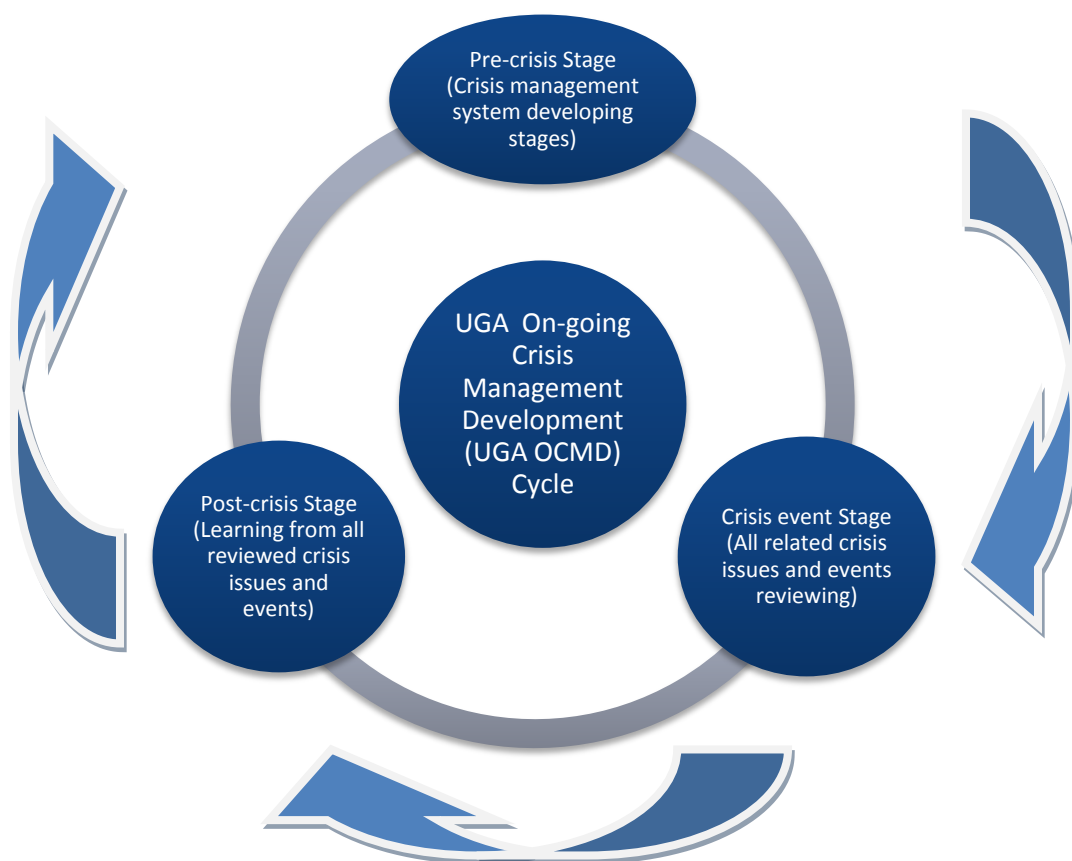 Pre-crisis Stage
(Crisis management
system developing
stages)
UGA On-going
Crisis
Management
Development
(UGA OCMD)
Cycle
Post-crisis Stage
(Learning from all
reviewed crisis
issues and
events)
Crisis event Stage
(All related crisis
issues and events
reviewing)